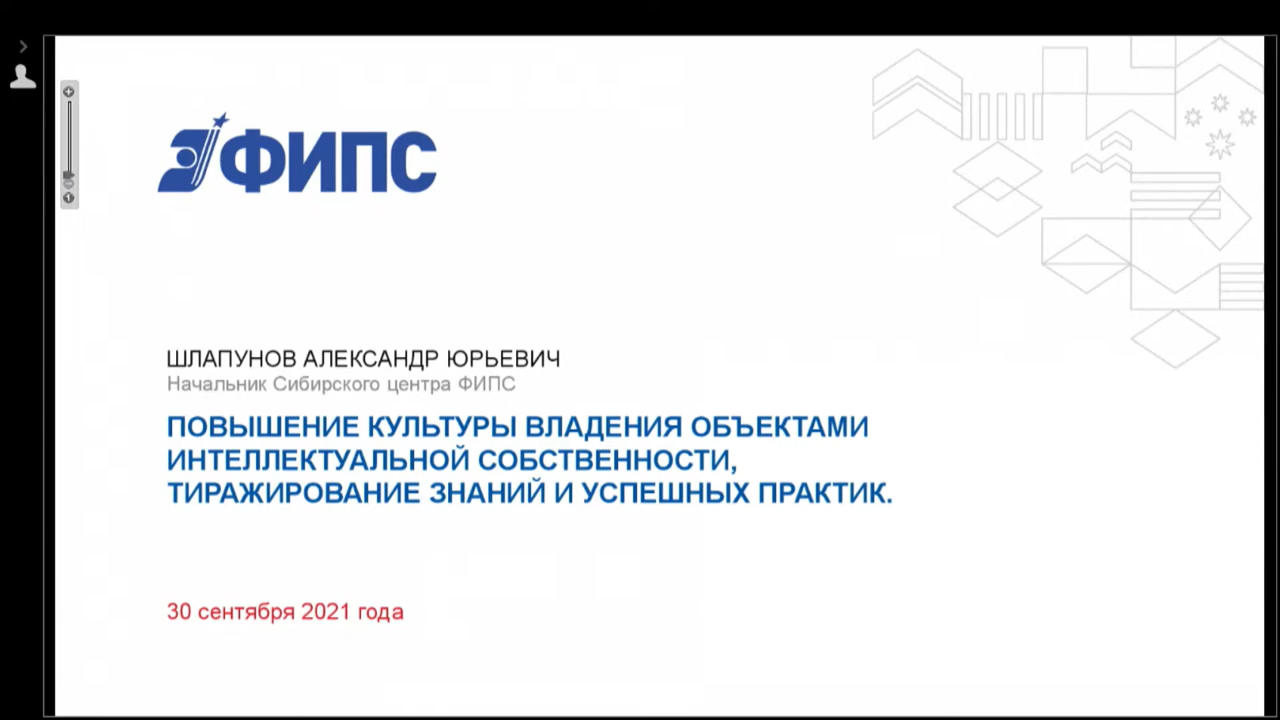 ФИПС
ШЛАПУНОВ АЛЕКСАНДР ЮРЬЕВИЧ
Начальник Сибирского центра ФИПС
ПОВЫШЕНИЕ КУЛЬТУРЫ ВЛАДЕНИЯ ОБЪЕКТАМИ
ИНТЕЛЛЕКТУАЛЬНОЙ СОБСТВЕННОСТИ,
ТИРАЖИРОВАНИЕ ЗНАНИЙ И УСПЕШНЫХ ПРАКТИК.
30 сентября 2021 года